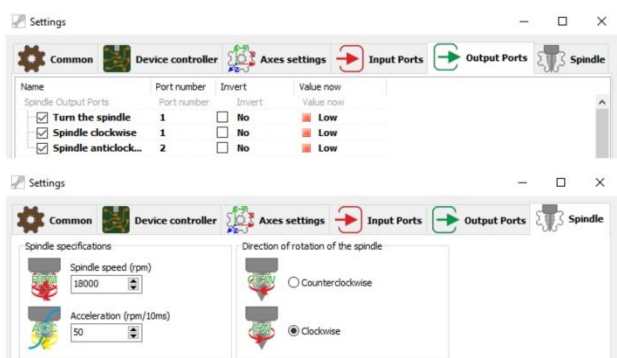 Settings
Common Device controller Axes settings Input Ports Output Ports Spindle
Name Port number Invert Value now
Spindle Output Ports Port number Invert Value now
Turn the spindle 1 No Low
Spindle clockwise 1 No Low
Spindle anticlock... 2 No Low
Settings
Common Device controller Axes settings Input Ports Output Ports Spindle
Spindle specifications Direction of rotation of the spindle
Spindle speed (rpm)
18000 Counterclockwise
Acceleration (rpm/10ms)
50 Clockwise